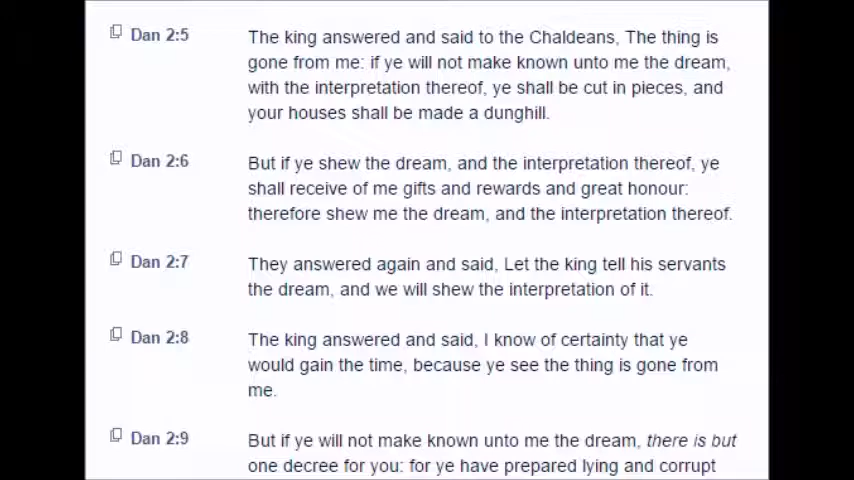 Dan 2:5 The king answered and said to the Chaldeans, The thing is
gone from me: if ye will not make known unto me the dream,
with the interpretation thereof, ye shall be cut in pieces, and
your houses shall be made a dunghill.
Dan 2:6 But if ye shew the dream, and the interpretation thereof, ye
shall receive of me gifts and rewards and great honour:
therefore shew me the dream, and the interpretation thereof.
Dan 2:7 They answered again and said, Let the king tell his servants
the dream, and we will shew the interpretation of it.
Dan 2:8 The king answered and said, I know of certainty that ye
would gain the time, because ye see the thing is gone from
me.
Dan 2:9 But if ye will not make known unto me the dream, there is but
one decree for you: for ye have prepared lying and corrupt